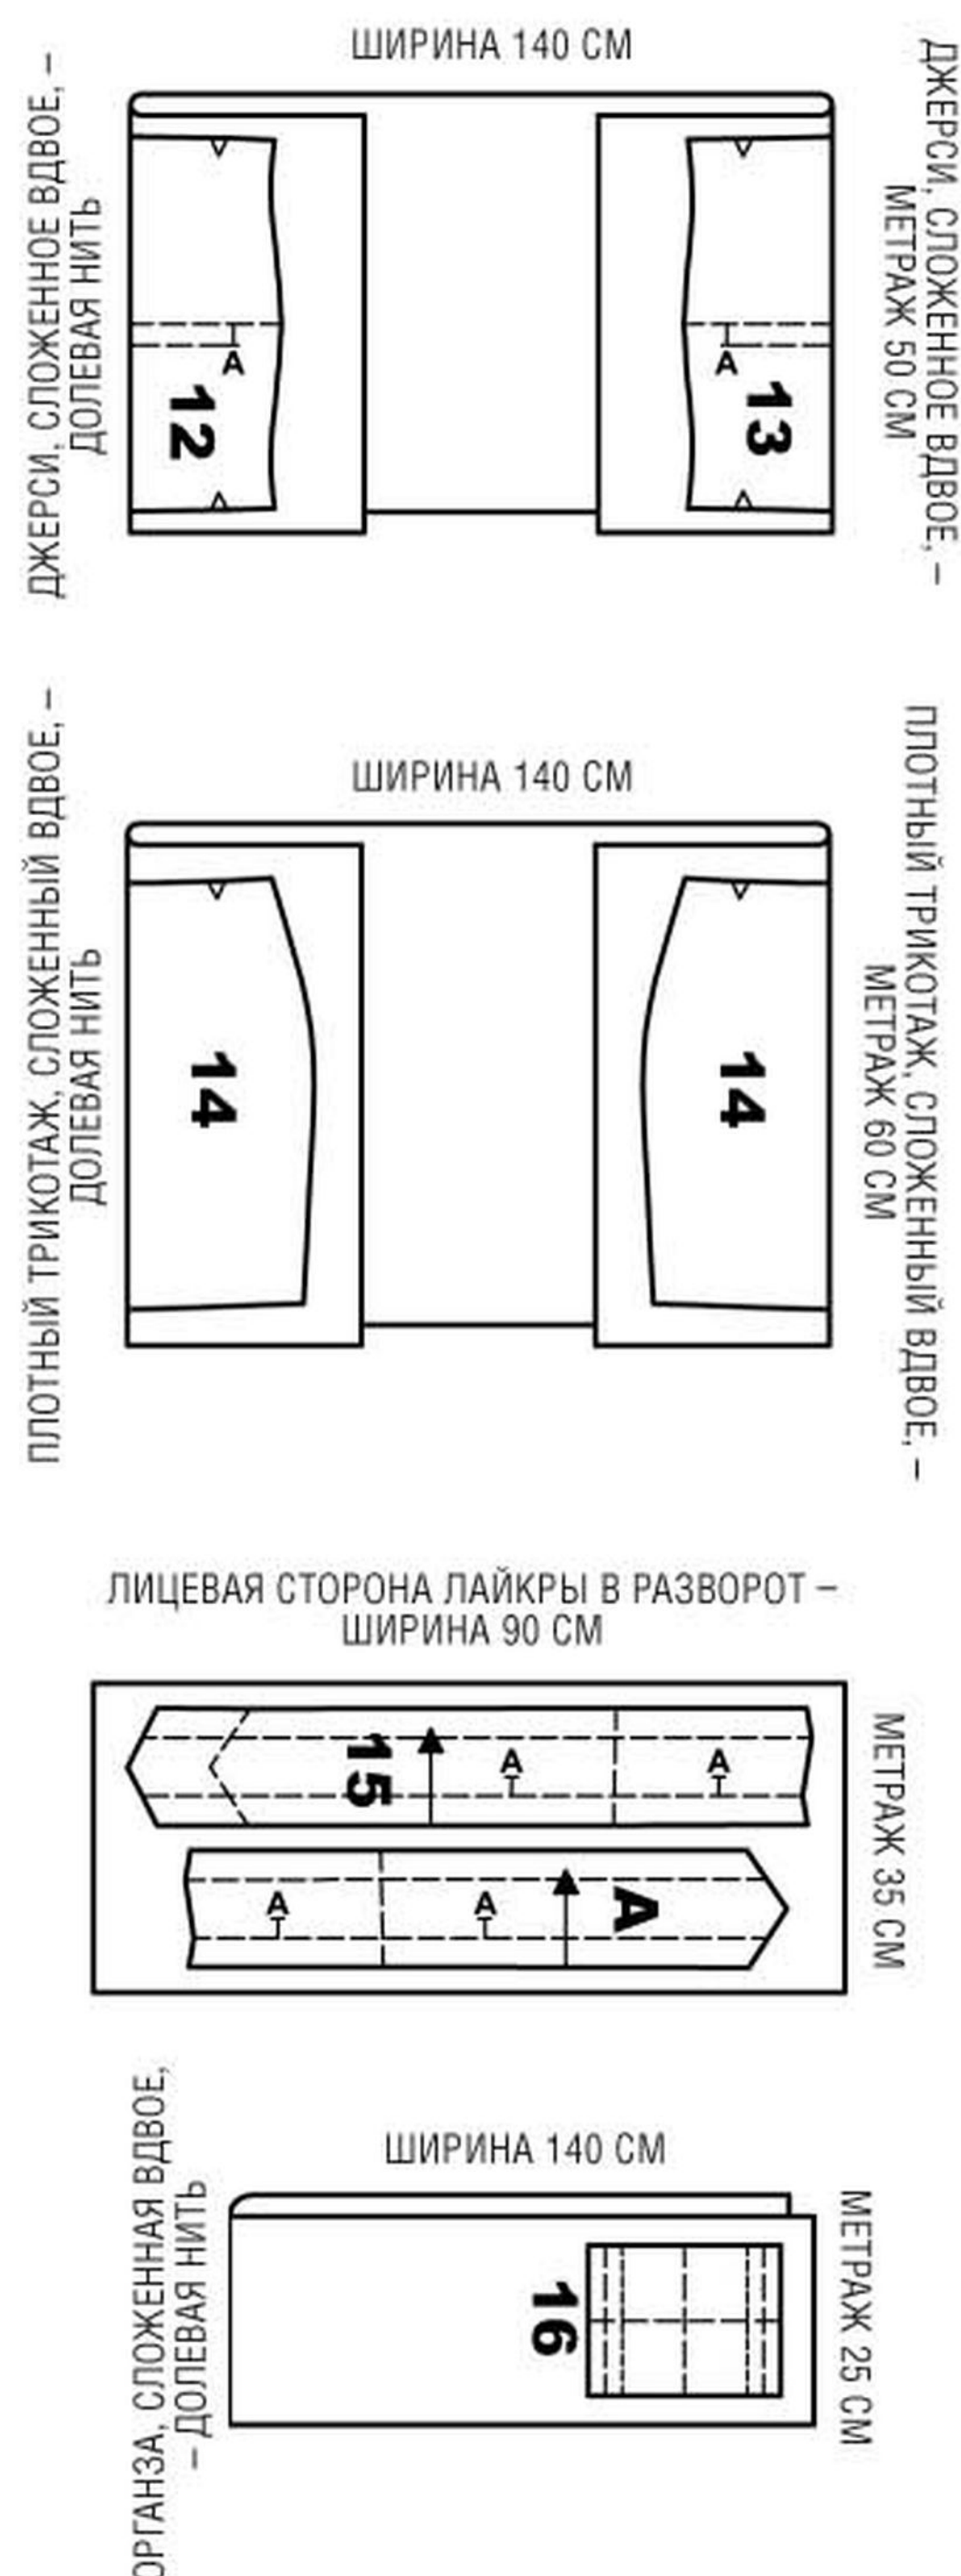 ШИРИНА 140 СМ
ДЖЕРСИ, СЛОЖЕННОЕ ВДВОЕ, –
ДОЛЕВАЯ НИТЬ
A
12
A
13
ДЖЕРСИ, СЛОЖЕННОЕ ВДВОЕ, –
МЕТРАЖ 50 СМ
ШИРИНА 140 СМ
ПЛОТНЫЙ ТРИКОТАЖ, СЛОЖЕННЫЙ ВДВОЕ, –
ДОЛЕВАЯ НИТЬ
14
14
ПЛОТНЫЙ ТРИКОТАЖ, СЛОЖЕННЫЙ ВДВОЕ, –
МЕТРАЖ 60 СМ
ЛИЦЕВАЯ СТОРОНА ЛАЙКРЫ В РАЗВОРОТ –
ШИРИНА 90 СМ
15
A
A
A
A
A
МЕТРАЖ 35 СМ
ШИРИНА 140 СМ
ОРГАНЗА, СЛОЖЕННАЯ ВДВОЕ,
– ДОЛЕВАЯ НИТЬ
16
МЕТРАЖ 25 СМ